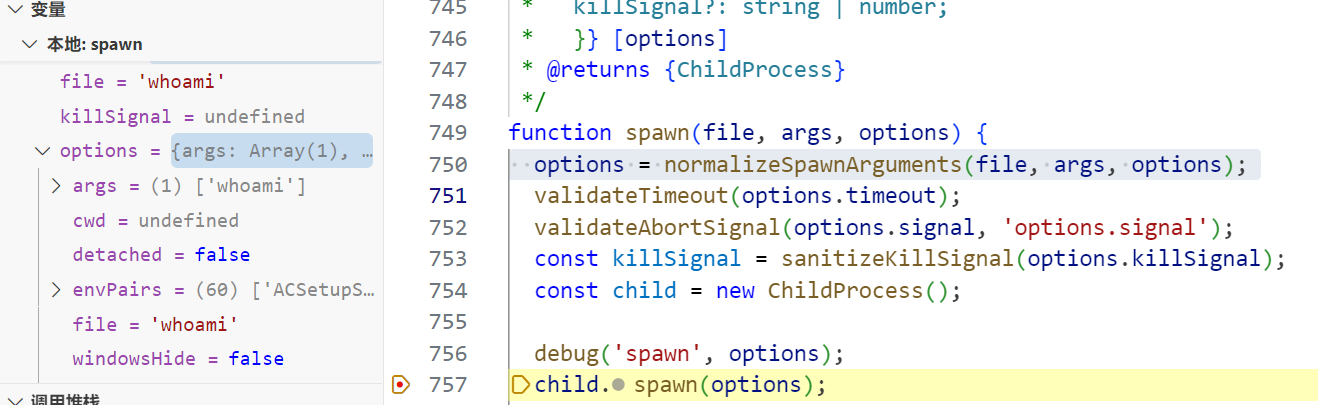 变量
本地: spawn
file = 'whoami'
killSignal = undefined
options = {args: Array(1), …
args = (1) ['whoami']
cwd = undefined
detached = false
envPairs = (60) ['ACSetupS…
file = 'whoami'
windowsHide = false
调用堆栈
745 *   killSignal?: string | number;
746 *   }} [options]
747 * @returns {ChildProcess}
748 */
749 function spawn(file, args, options) {
750 options = normalizeSpawnArguments(file, args, options);
751 validateTimeout(options.timeout);
752 validateAbortSignal(options.signal, 'options.signal');
753 const killSignal = sanitizeKillSignal(options.killSignal);
754 const child = new ChildProcess();
755
756 debug('spawn', options);
757 child. spawn(options);